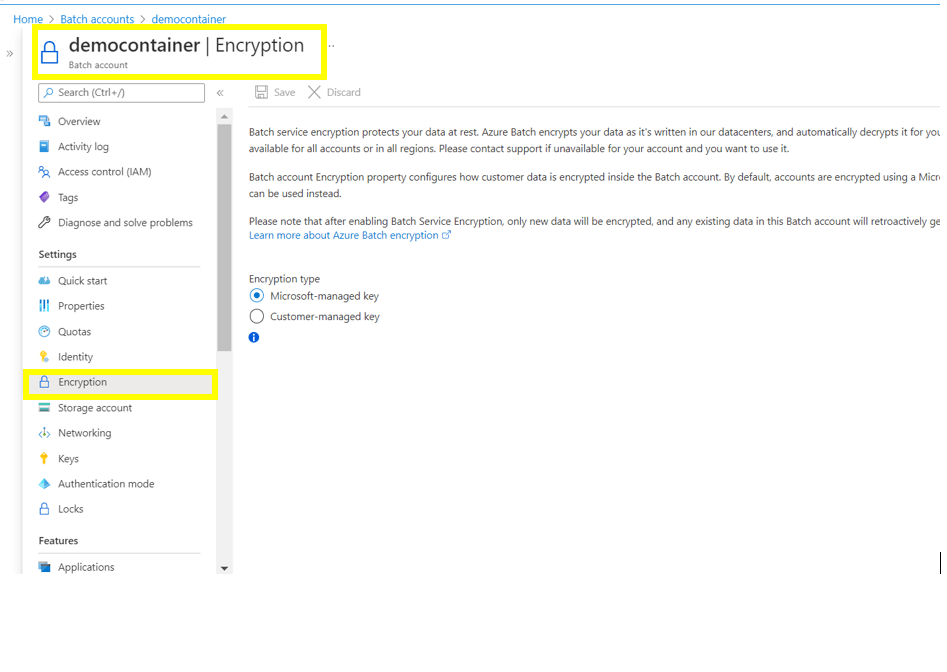 Home > Batch accounts > democontainer
»
democontainer | Encryption ...
Batch account
Search (Ctrl+/)
«
Save Discard
Overview
Activity log
Access control (IAM)
Tags
Diagnose and solve problems
Settings
Quick start
Properties
Quotas
Identity
Encryption
Storage account
Networking
Keys
Authentication mode
Locks
Features
Applications
Batch service encryption protects your data at rest. Azure Batch encrypts your data as it's written in our datacenters, and automatically decrypts it for you
available for all accounts or in all regions. Please contact support if unavailable for your account and you want to use it.
Batch account Encryption property configures how customer data is encrypted inside the Batch account. By default, accounts are encrypted using a Micro
can be used instead.
Please note that after enabling Batch Service Encryption, only new data will be encrypted, and any existing data in this Batch account will retroactively ge
Learn more about Azure Batch encryption
Encryption type
Microsoft-managed key
Customer-managed key